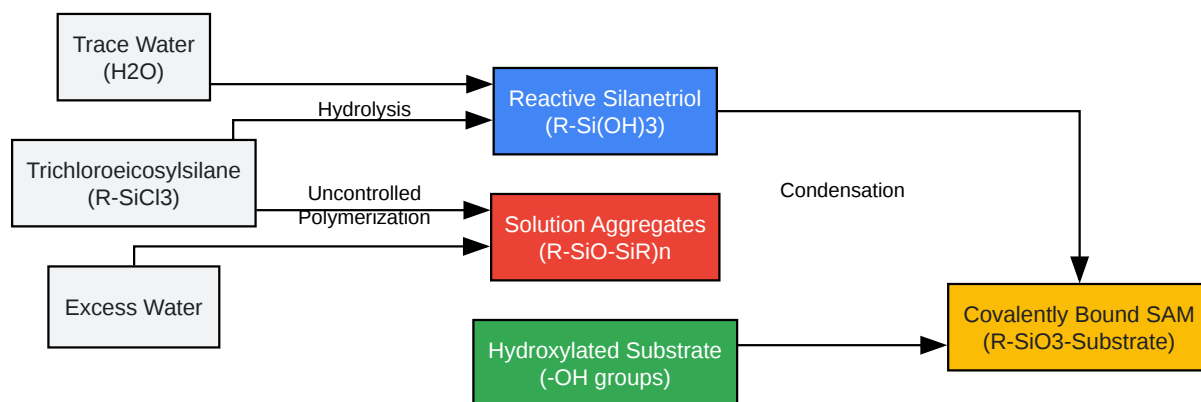 Trace Water
(H2O)
Hydrolysis
Reactive Silanetriol
(R-Si(OH)3)
Trichloroeicosylsilane
(R-SiCl3)
Uncontrolled
Polymerization
Condensation
Solution Aggregates
(R-SiO-SiR)n
Excess Water
Hydroxylated Substrate
(-OH groups)
Covalently Bound SAM
(R-SiO3-Substrate)